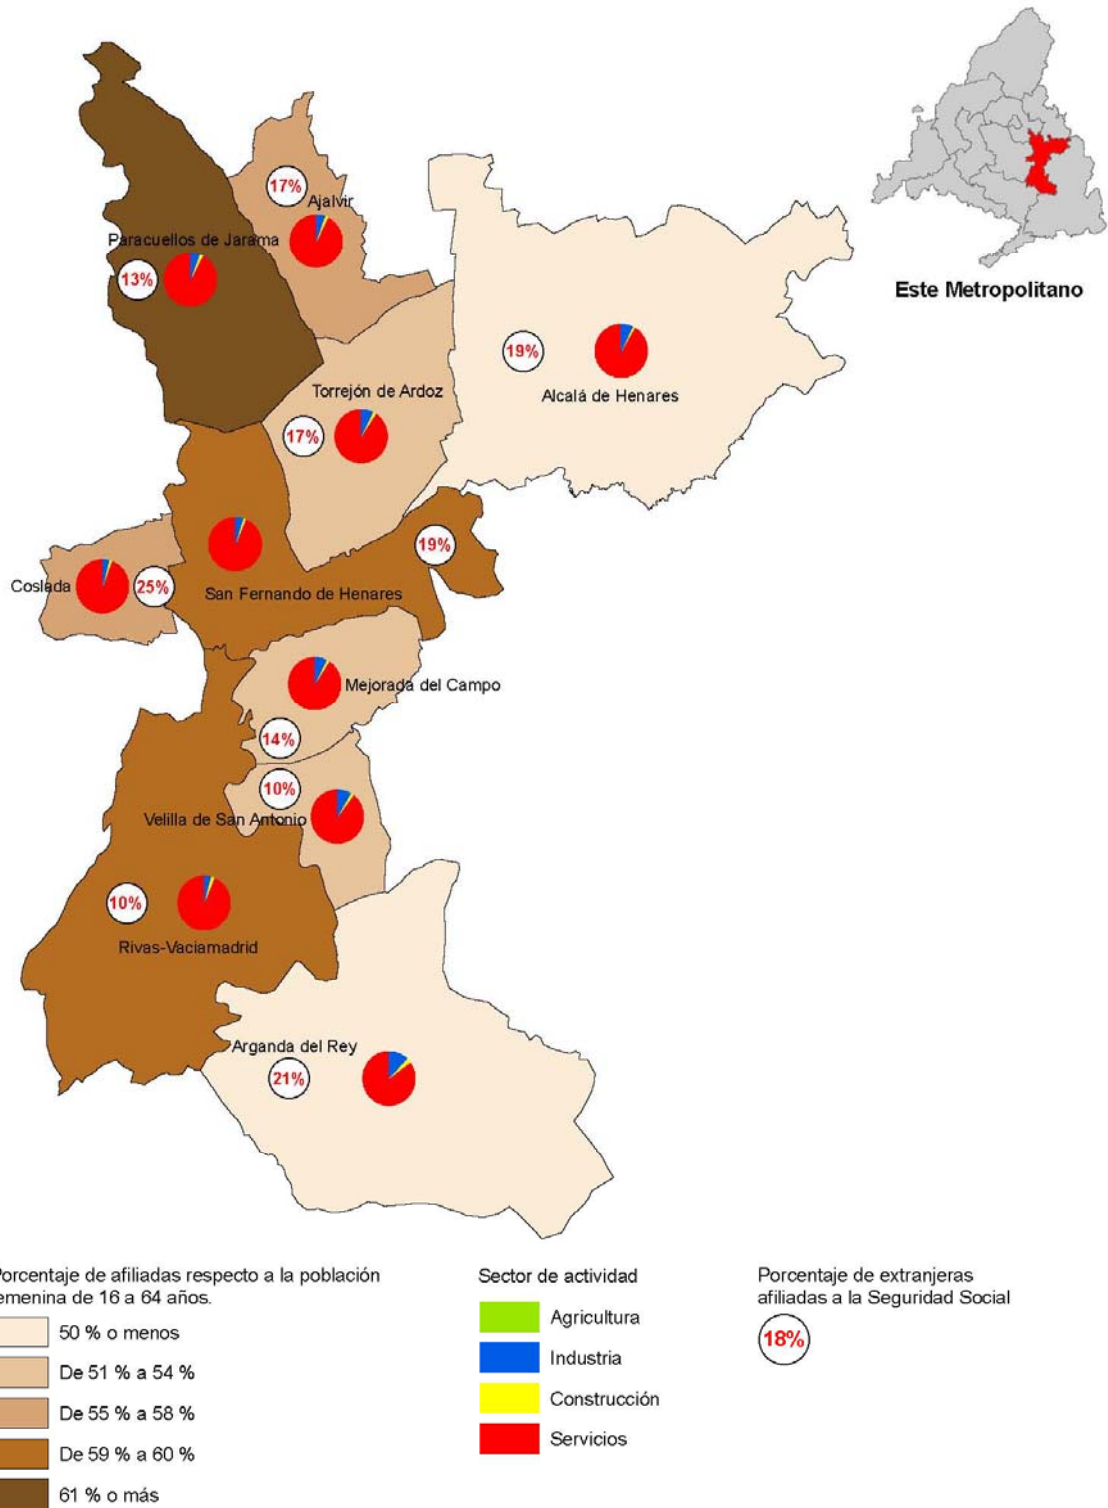 17%
Ajalvir
Paracuellos de Jarama
13%
Este Metropolitano
19%
Alcalá de Henares
Torrejón de Ardoz
17%
19%
Coslada
25%
San Fernando de Henares
Mejorada del Campo
14%
10%
Velilla de San Antonio
10%
Rivas-Vaciamadrid
Arganda del Rey
21%
Porcentaje de afiliadas respecto a la población
emenina de 16 a 64 años.
50 % o menos
De 51 % a 54 %
De 55 % a 58 %
De 59 % a 60 %
61 % o más
Sector de actividad
Agricultura
Industria
Construcción
Servicios
Porcentaje de extranjeras
afiliadas a la Seguridad Social
18%